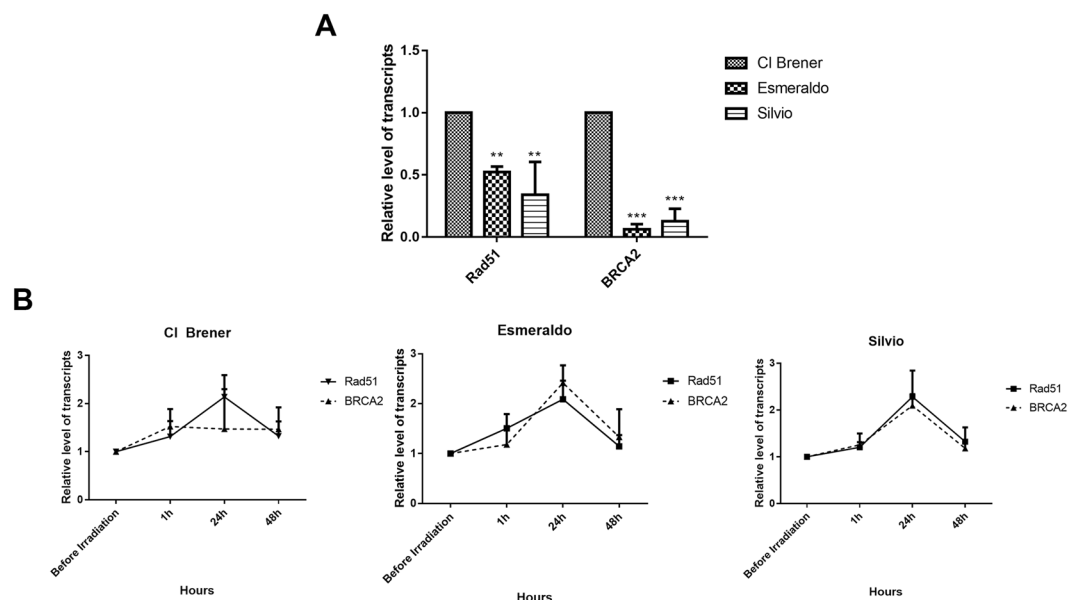 A
Relative level of transcripts
1.5
1.0
0.5
0.0
** **
*** ***
Rad51
BRCA2
Cl Brener
Esmeraldo
Silvio
B
Cl Brener
Relative level of transcripts
3
2
1
0
Before Irradiation
1h
24h
48h
Hours
Rad51
BRCA2
Esmeraldo
Relative level of transcripts
3
2
1
0
Before Irradiation
1h
24h
48h
Hours
Rad51
BRCA2
Silvio
Relative level of transcripts
3
2
1
0
Before Irradiation
1h
24h
48h
Hours
Rad51
BRCA2